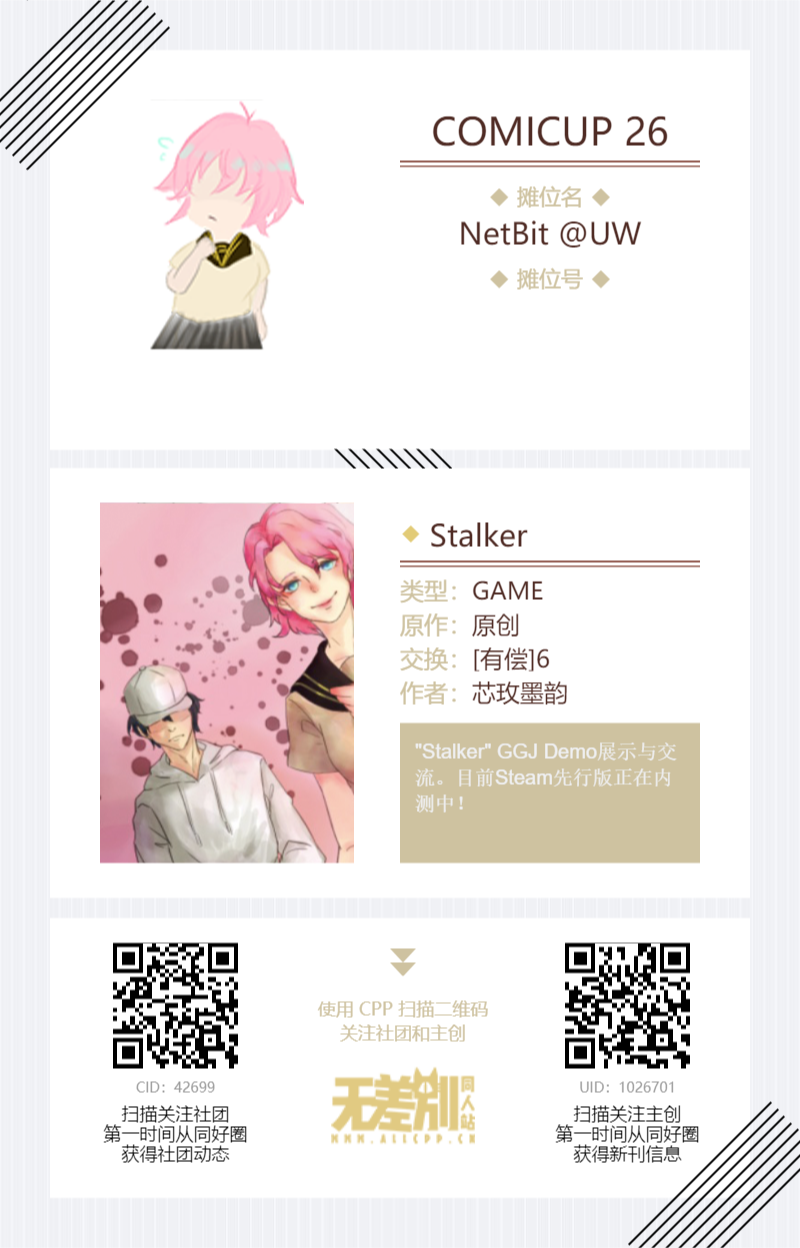 COMICUP 26
◆ 摊位名 ◆
NetBit @UW
◆ 摊位号 ◆
◆ Stalker
类型：GAME
原作：原创
交换：[有偿]6
作者：芯玫墨韵
"Stalker" GGJ Demo展示与交
流。目前Steam先行版正在内
测中！
使用 CPP 扫描二维码
关注社团和主创
无差别同人站
WWW.ALLCPP.CN
CID：42699
扫描关注社团
第一时间从同好圈
获得社团动态
UID：1026701
扫描关注主创
第一时间从同好圈
获得新刊信息